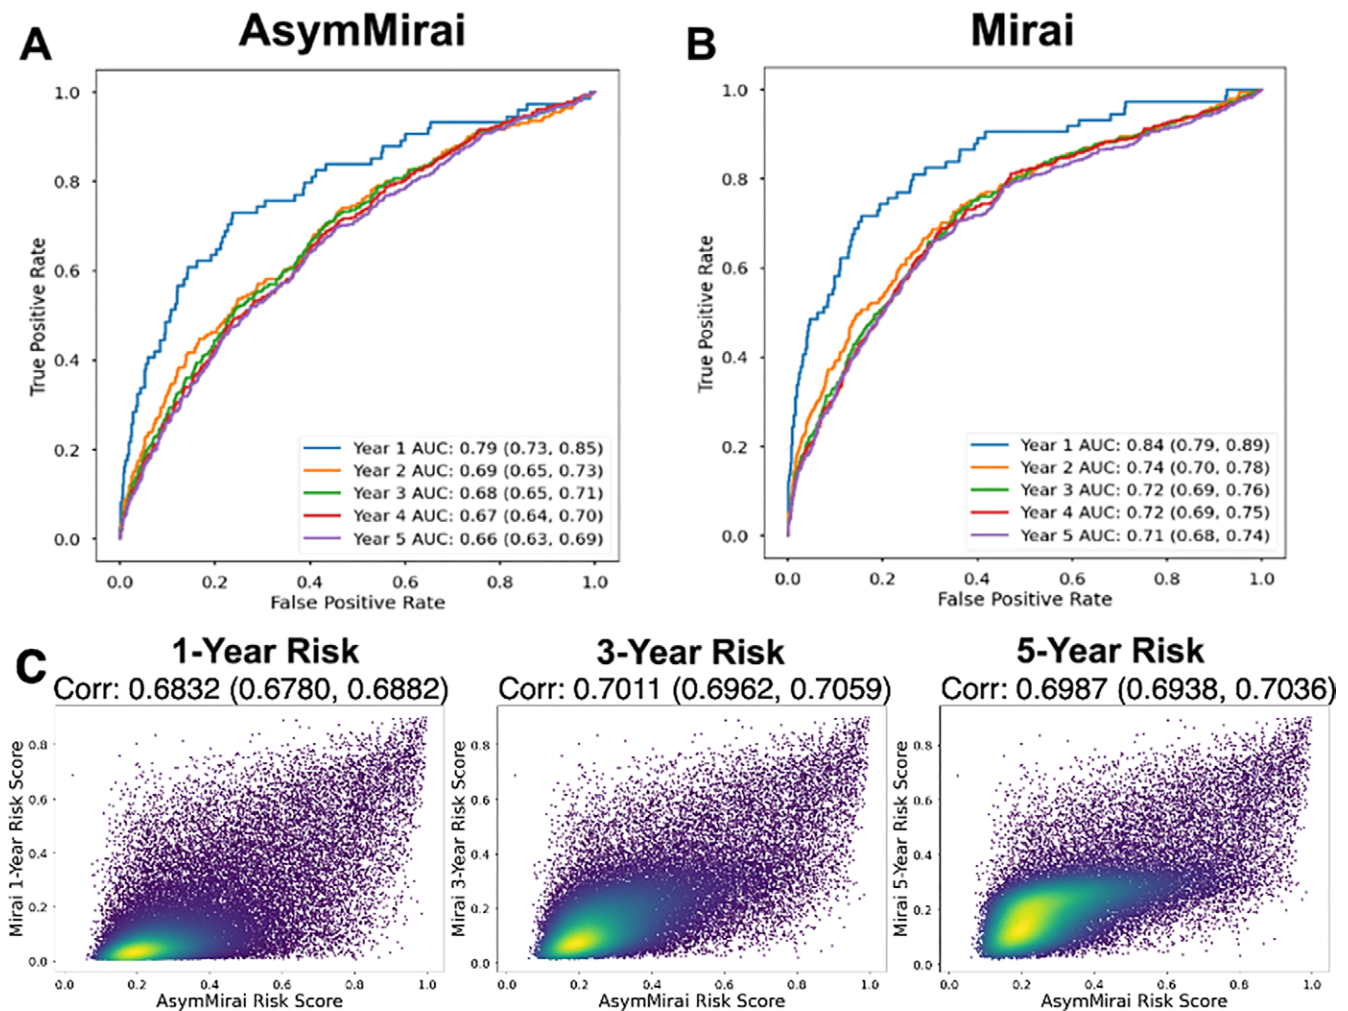 A
AsymMirai
True Positive Rate
1.0
0.8
0.6
0.4
0.2
0.0
Year 1 AUC: 0.79 (0.73, 0.85)
Year 2 AUC: 0.69 (0.65, 0.73)
Year 3 AUC: 0.68 (0.65, 0.71)
Year 4 AUC: 0.67 (0.64, 0.70)
Year 5 AUC: 0.66 (0.63, 0.69)
0.0 0.2 0.4 0.6 0.8 1.0
False Positive Rate
B
Mirai
True Positive Rate
1.0
0.8
0.6
0.4
0.2
0.0
Year 1 AUC: 0.84 (0.79, 0.89)
Year 2 AUC: 0.74 (0.70, 0.78)
Year 3 AUC: 0.72 (0.69, 0.76)
Year 4 AUC: 0.72 (0.69, 0.75)
Year 5 AUC: 0.71 (0.68, 0.74)
0.0 0.2 0.4 0.6 0.8 1.0
False Positive Rate
C
1-Year Risk
Corr: 0.6832 (0.6780, 0.6882)
Mirai 1-Year Risk Score
0.8
0.6
0.4
0.2
0.0
0.0 0.2 0.4 0.6 0.8 1.0
AsymMirai Risk Score
3-Year Risk
Corr: 0.7011 (0.6962, 0.7059)
Mirai 3-Year Risk Score
0.8
0.6
0.4
0.2
0.0
0.0 0.2 0.4 0.6 0.8 1.0
AsymMirai Risk Score
5-Year Risk
Corr: 0.6987 (0.6938, 0.7036)
Mirai 5-Year Risk Score
0.8
0.6
0.4
0.2
0.0
0.0 0.2 0.4 0.6 0.8 1.0
AsymMirai Risk Score